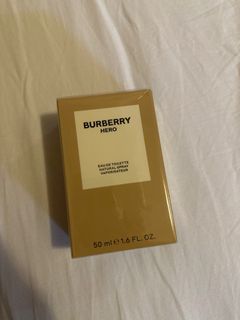 BURBERRY
HERO
EAU DE TOILETTE
NATURAL SPRAY
VAPORISATEUR
50 ml ℮ 1.6 FL. OZ.